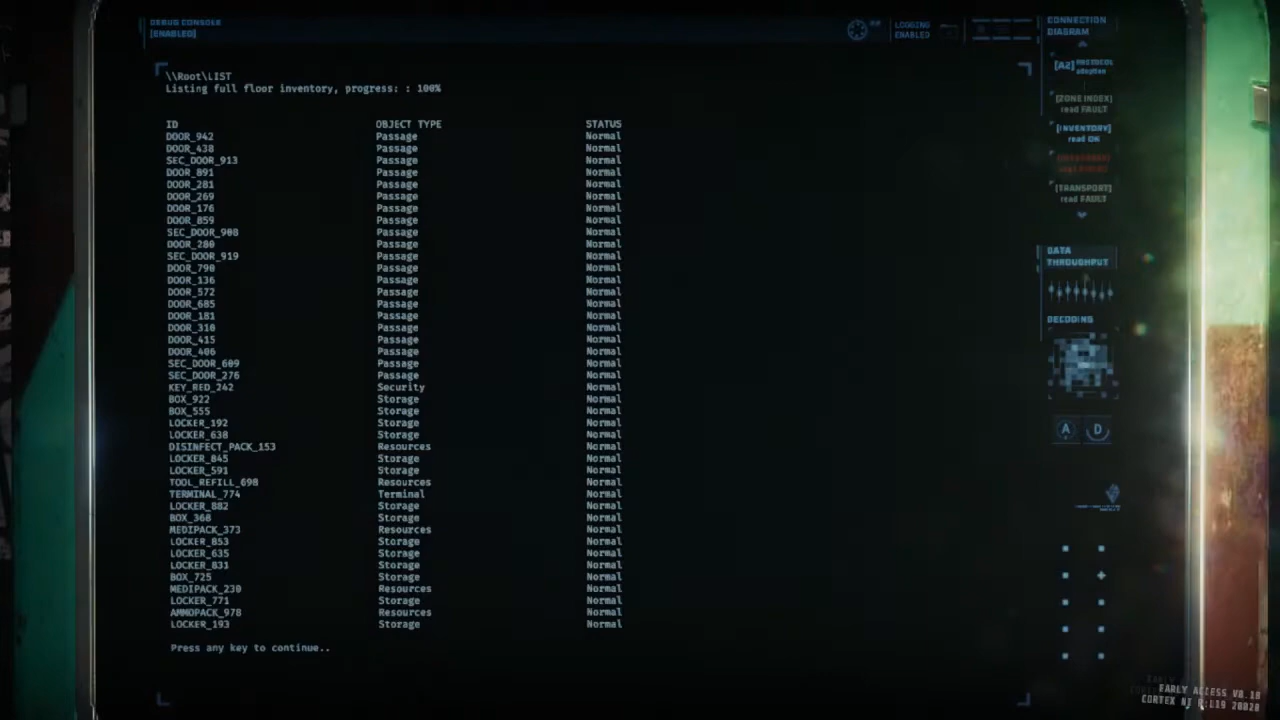 DEBUG CONSOLE
[ENABLED]
LOGGING
ENABLED
CONNECTION
DIAGRAM
\\Root\LIST
Listing full floor inventory, progress: : 100%
ID OBJECT TYPE STATUS
DOOR_942 Passage Normal
DOOR_438 Passage Normal
SEC_DOOR_913 Passage Normal
DOOR_891 Passage Normal
DOOR_281 Passage Normal
DOOR_269 Passage Normal
DOOR_176 Passage Normal
DOOR_859 Passage Normal
SEC_DOOR_908 Passage Normal
DOOR_280 Passage Normal
SEC_DOOR_919 Passage Normal
DOOR_790 Passage Normal
DOOR_136 Passage Normal
DOOR_572 Passage Normal
DOOR_685 Passage Normal
DOOR_181 Passage Normal
DOOR_310 Passage Normal
DOOR_415 Passage Normal
DOOR_406 Passage Normal
SEC_DOOR_609 Passage Normal
SEC_DOOR_276 Passage Normal
KEY_RED_242 Security Normal
BOX_922 Storage Normal
BOX_555 Storage Normal
LOCKER_192 Storage Normal
LOCKER_638 Storage Normal
DISINFECT_PACK_153 Resources Normal
LOCKER_845 Storage Normal
LOCKER_591 Storage Normal
TOOL_REFILL_698 Resources Normal
TERMINAL_774 Terminal Normal
LOCKER_882 Storage Normal
BOX_360 Storage Normal
MEDIPACK_373 Resources Normal
LOCKER_853 Storage Normal
LOCKER_635 Storage Normal
LOCKER_831 Storage Normal
BOX_725 Storage Normal
MEDIPACK_230 Resources Normal
LOCKER_771 Storage Normal
AMMOPACK_978 Resources Normal
LOCKER_193 Storage Normal
Press any key to continue..
[A2] PROTOCOL
adaption
[ZONE INDEX]
read FAULT
[INVENTORY]
read OK
[TRANSPORT]
read FAULT
DATA
THROUGHPUT
DECODING
A D
EARLY ACCESS
CORTEX